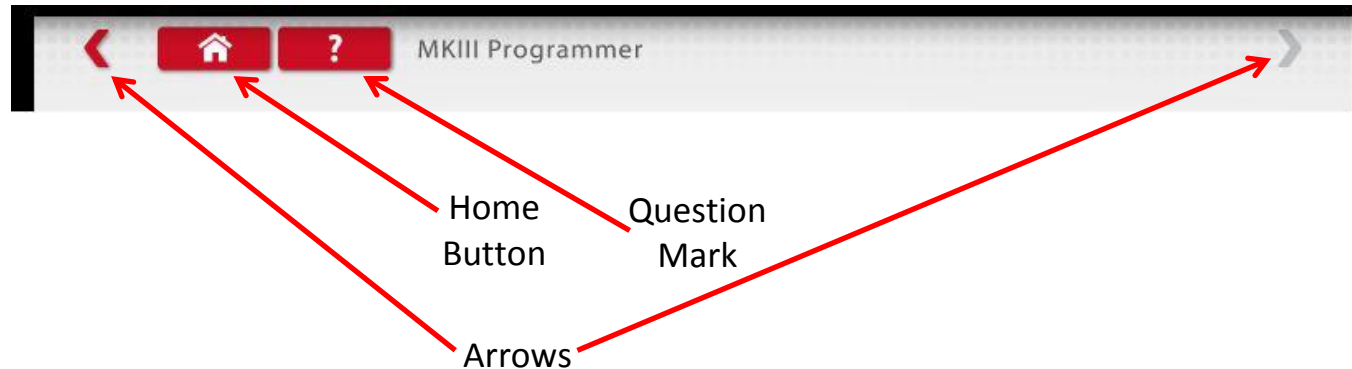 ? MKIII Programmer
Home
Button
Question
Mark
Arrows